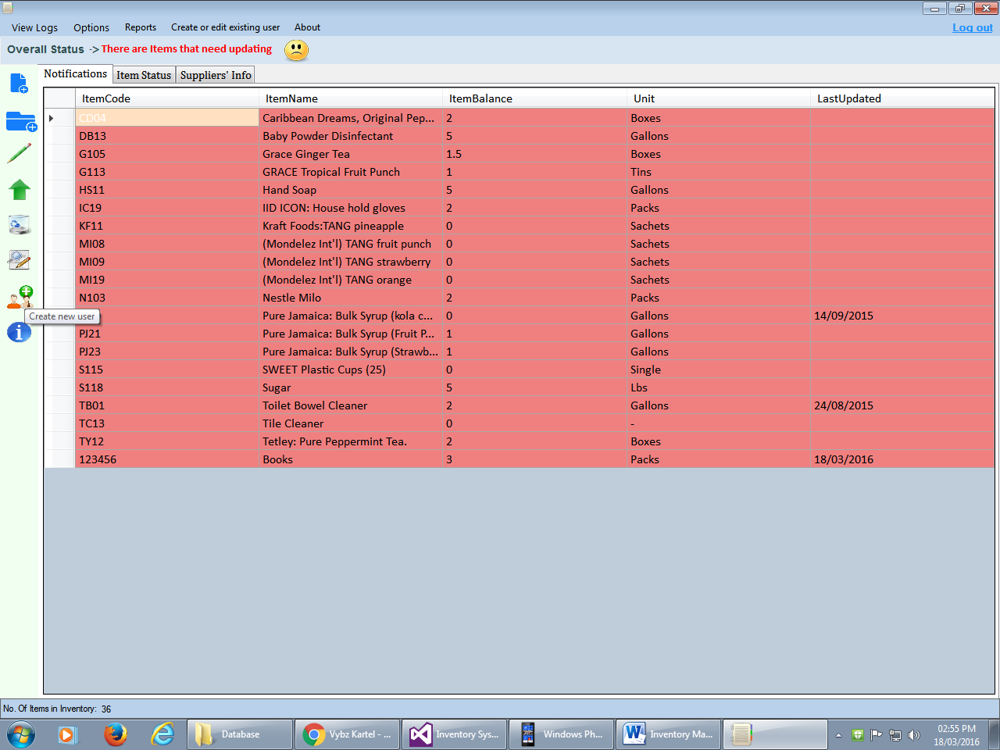 View Logs Options Reports Create or edit existing user About Log out
Overall Status -> There are Items that need updating
Notifications Item Status Suppliers' Info
ItemCode ItemName ItemBalance Unit LastUpdated
CD04 Caribbean Dreams, Original Pep... 2 Boxes
DB13 Baby Powder Disinfectant 5 Gallons
G105 Grace Ginger Tea 1.5 Boxes
G113 GRACE Tropical Fruit Punch 1 Tins
HS11 Hand Soap 5 Gallons
IC19 IID ICON: House hold gloves 2 Packs
KF11 Kraft Foods:TANG pineapple 0 Sachets
MI08 (Mondelez Int'l) TANG fruit punch 0 Sachets
MI09 (Mondelez Int'l) TANG strawberry 0 Sachets
MI19 (Mondelez Int'l) TANG orange 0 Sachets
N103 Nestle Milo 2 Packs
Create new user Pure Jamaica: Bulk Syrup (kola c... 0 Gallons 14/09/2015
PJ21 Pure Jamaica: Bulk Syrup (Fruit P... 1 Gallons
PJ23 Pure Jamaica: Bulk Syrup (Strawb... 1 Gallons
S115 SWEET Plastic Cups (25) 0 Single
S118 Sugar 5 Lbs
TB01 Toilet Bowel Cleaner 2 Gallons 24/08/2015
TC13 Tile Cleaner 0 -
TY12 Tetley: Pure Peppermint Tea. 2 Boxes
123456 Books 3 Packs 18/03/2016
No. Of Items in Inventory: 36
Database Vybz Kartel - ... Inventory Sys... Windows Ph... Inventory Ma... 02:55 PM
18/03/2016